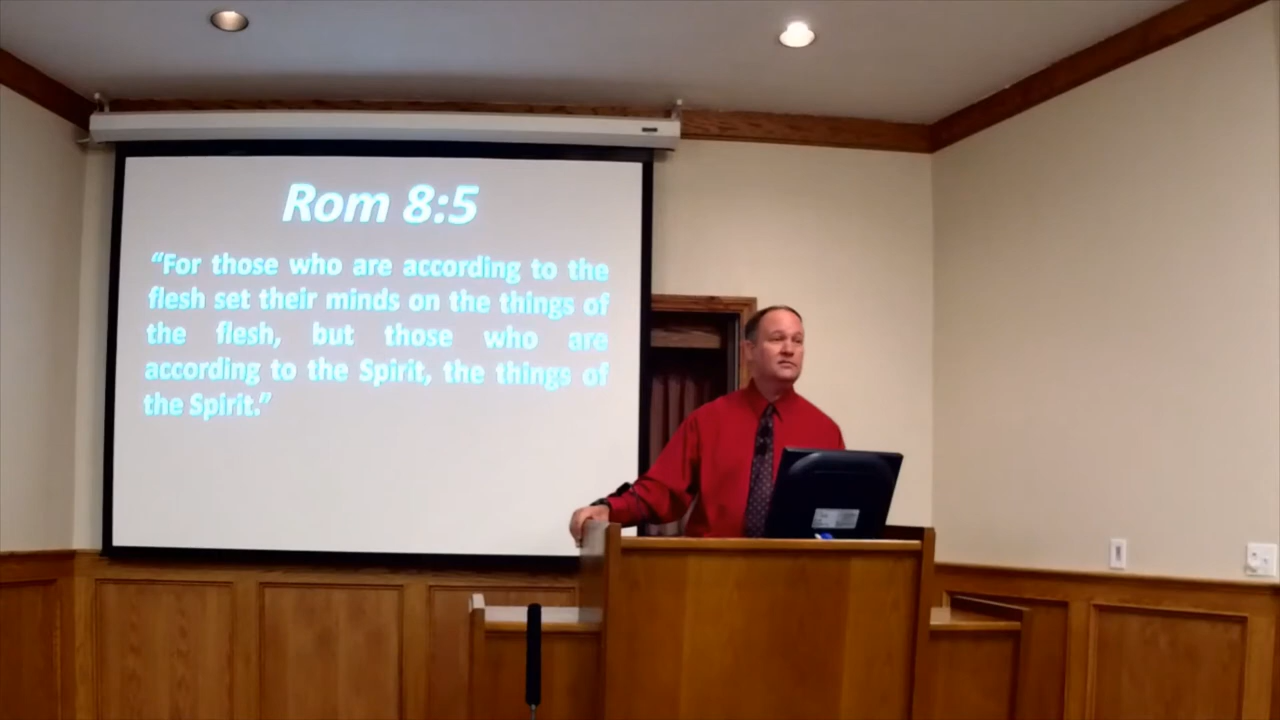 Rom 8:5
“For those who are according to the
flesh set their minds on the things of
the flesh, but those who are
according to the Spirit, the things of
the Spirit.”